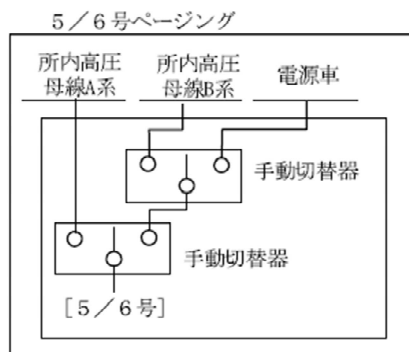 ５／６号ページング
所内高圧
母線A系
所内高圧
母線B系
電源車
手動切替器
手動切替器
［５／６号］